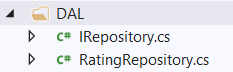 DAL
C# IRepository.cs
C# RatingRepository.cs